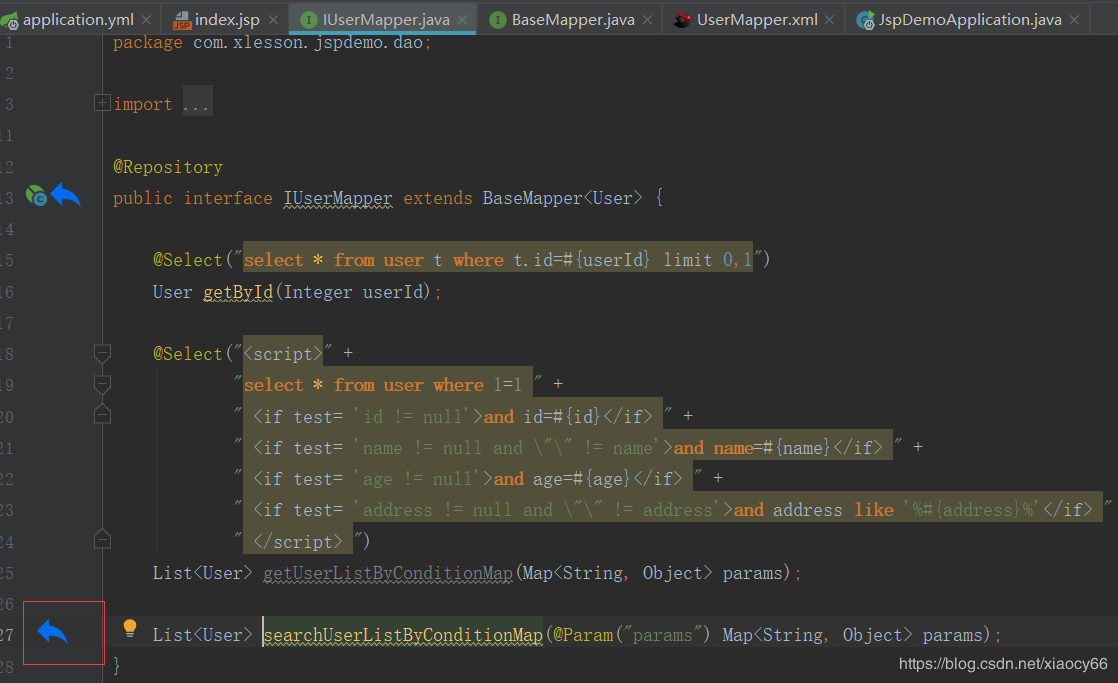 application.yml × index.jsp × IUserMapper.java × BaseMapper.java × UserMapper.xml × JspDemoApplication.java ×
1 package com.xlesson.jspdemo.dao;
2
3 import ...
11
12 @Repository
13 public interface IUserMapper extends BaseMapper<User> {
14
15 @Select("select * from user t where t.id=#{userId} limit 0,1")
16 User getById(Integer userId);
17
18 @Select("<script>" +
19 "select * from user where 1=1 " +
20 " <if test= 'id != null'>and id=#{id}</if> " +
21 " <if test= 'name != null and \"\" != name'>and name=#{name}</if> " +
22 " <if test= 'age != null'>and age=#{age}</if> " +
23 " <if test= 'address != null and \"\" != address'>and address like '%#{address}%'</if> "
24 " </script> ")
25 List<User> getUserListByConditionMap(Map<String, Object> params);
26
27 List<User> searchUserListByConditionMap(@Param("params") Map<String, Object> params);
28 }
https://blog.csdn.net/xiaocy66